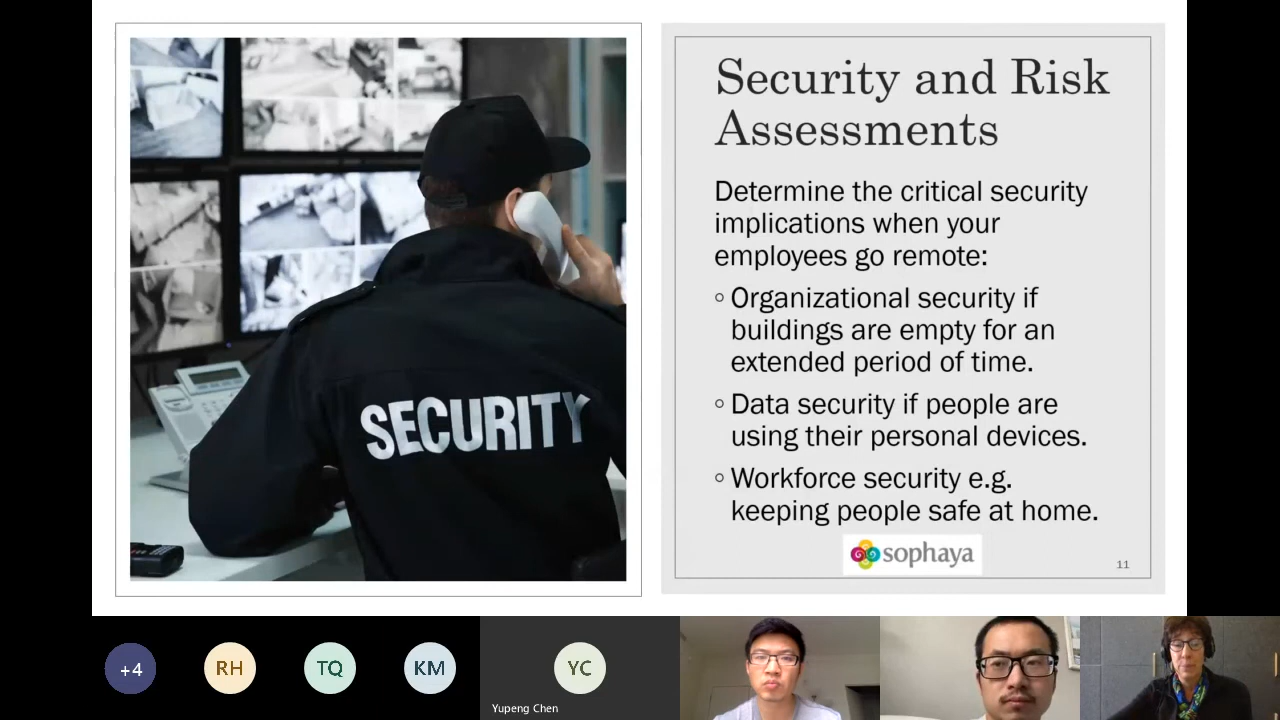 Security and Risk
Assessments
Determine the critical security
implications when your
employees go remote:
◦ Organizational security if
buildings are empty for an
extended period of time.
◦ Data security if people are
using their personal devices.
◦ Workforce security e.g.
keeping people safe at home.
sophaya
11
SECURITY
+4
RH
TQ
KM
YC
Yupeng Chen